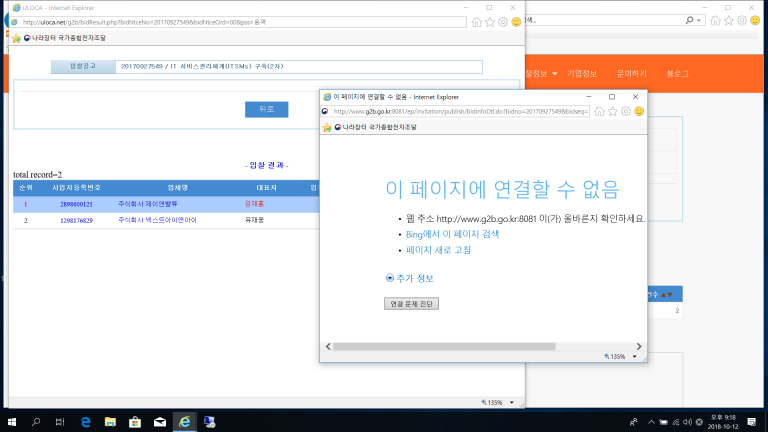 ULOCA - Internet Explorer
http://uloca.net/g2b/bidResult.php?bidNtceNo=20170927549&bidNtceOrd=00&pss=용역
나라장터 국가종합전자조달
입찰공고 20170927549 / IT 서비스관리체계(ITSMs) 구축(2차)
뒤로
- 입찰 결과 -
total record=2
순위 사업자등록번호 업체명 대표자
1 2898600121 주식회사 제이앤발류 김재홍
2 1298176829 주식회사 넥스트아이앤아이 유재웅
135%
이 페이지에 연결할 수 없음 - Internet Explorer
http://www.g2b.go.kr:8081/ep/invitation/publish/bidInfoDtl.do?bidno=20170927549&bidseq=
나라장터 국가종합전자조달
이 페이지에 연결할 수 없음
• 웹 주소 http://www.g2b.go.kr:8081 이(가) 올바른지 확인하세요.
• Bing에서 이 페이지 검색
• 페이지 새로 고침
추가 정보
연결 문제 진단
135%
검색...
찰정보 기업정보 문의하기 블로그
건수
2
135%
오후 9:18
2018-10-12